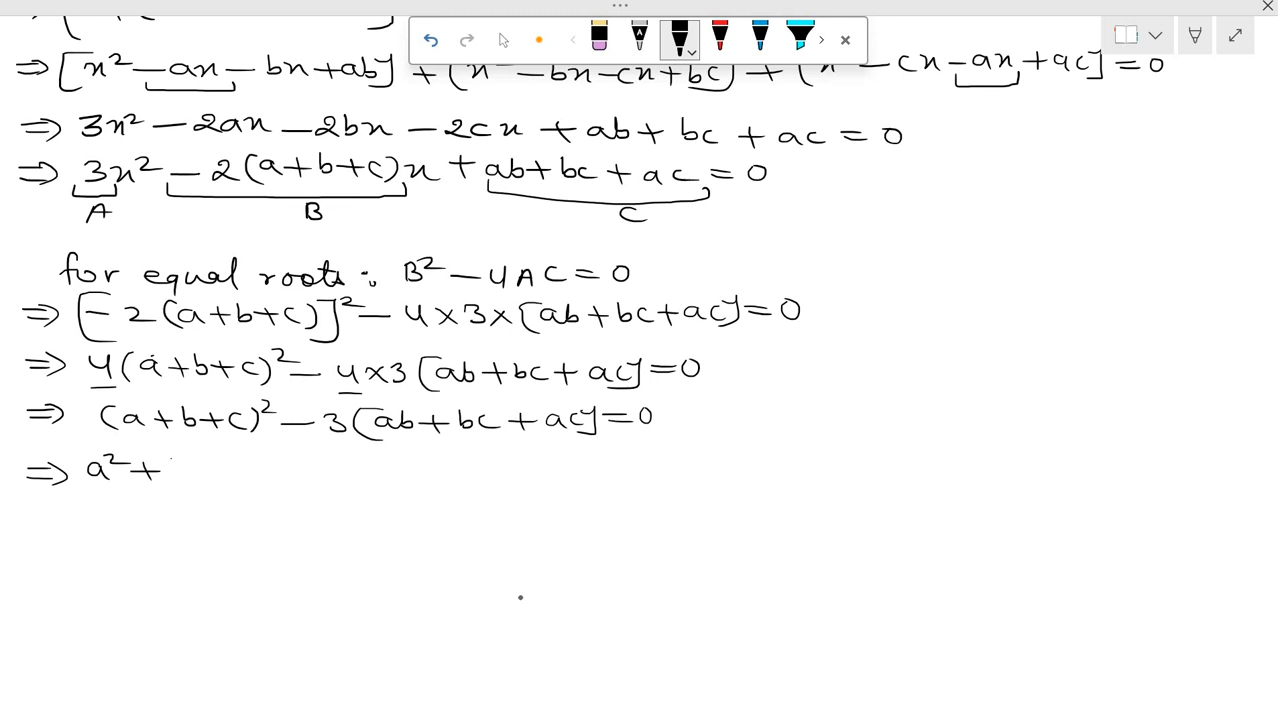 ⇒ [x² - ax - bx + ab] + (x² - bx - cx + bc) + (x² - cx - ax + ac] = 0
⇒ 3x² - 2ax - 2bx - 2cx + ab + bc + ac = 0
⇒ 3x² - 2(a+b+c)x + ab + bc + ac = 0
A B C
for equal roots :. B² - 4AC = 0
⇒ [-2(a+b+c)]² - 4×3×[ab+bc+ac] = 0
⇒ 4(a+b+c)² - 4×3[ab+bc+ac] = 0
⇒ (a+b+c)² - 3[ab+bc+ac] = 0
⇒ a² +